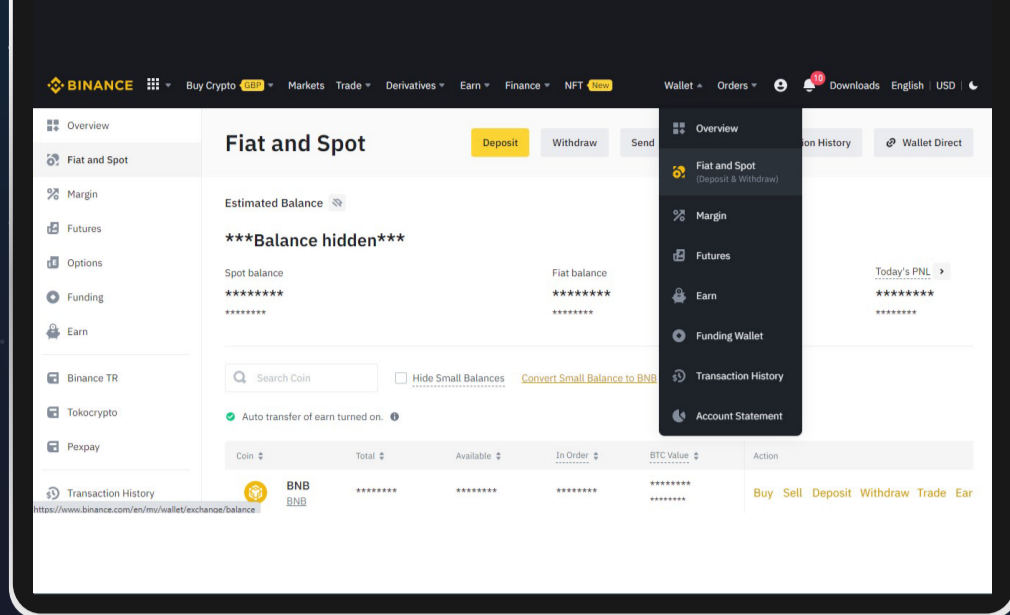 BINANCE Buy Crypto GBP Markets Trade Derivatives Earn Finance NFT New Wallet Orders 10 Downloads English | USD |
Overview
Fiat and Spot
Margin
Futures
Options
Funding
Earn
Binance TR
Tokocrypto
Pexpay
Transaction History
https://www.binance.com/en/my/wallet/exchange/balance
Fiat and Spot
Deposit Withdraw Send ion History Wallet Direct
Estimated Balance
***Balance hidden***
Spot balance Fiat balance Today's PNL
******** ******** ********
******** ******** ********
Search Coin Hide Small Balances Convert Small Balance to BNB
Auto transfer of earn turned on.
Coin Total Available In Order BTC Value Action
BNB ******** ******** ******** ******** Buy Sell Deposit Withdraw Trade Ear
BNB ********
Overview
Fiat and Spot
(Deposit & Withdraw)
Margin
Futures
Earn
Funding Wallet
Transaction History
Account Statement